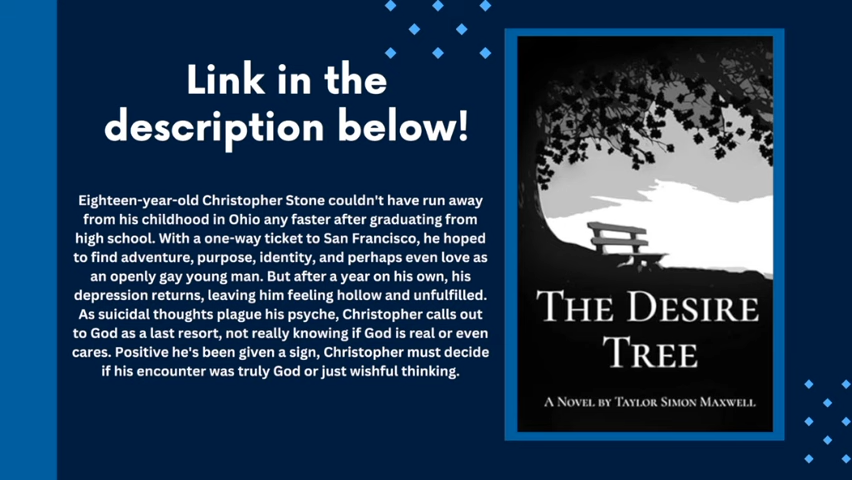 Link in the
description below!
Eighteen-year-old Christopher Stone couldn't have run away
from his childhood in Ohio any faster after graduating from
high school. With a one-way ticket to San Francisco, he hoped
to find adventure, purpose, identity, and perhaps even love as
an openly gay young man. But after a year on his own, his
depression returns, leaving him feeling hollow and unfulfilled.
As suicidal thoughts plague his psyche, Christopher calls out
to God as a last resort, not really knowing if God is real or even
cares. Positive he's been given a sign, Christopher must decide
if his encounter was truly God or just wishful thinking.
The Desire
Tree
A Novel by Taylor Simon Maxwell